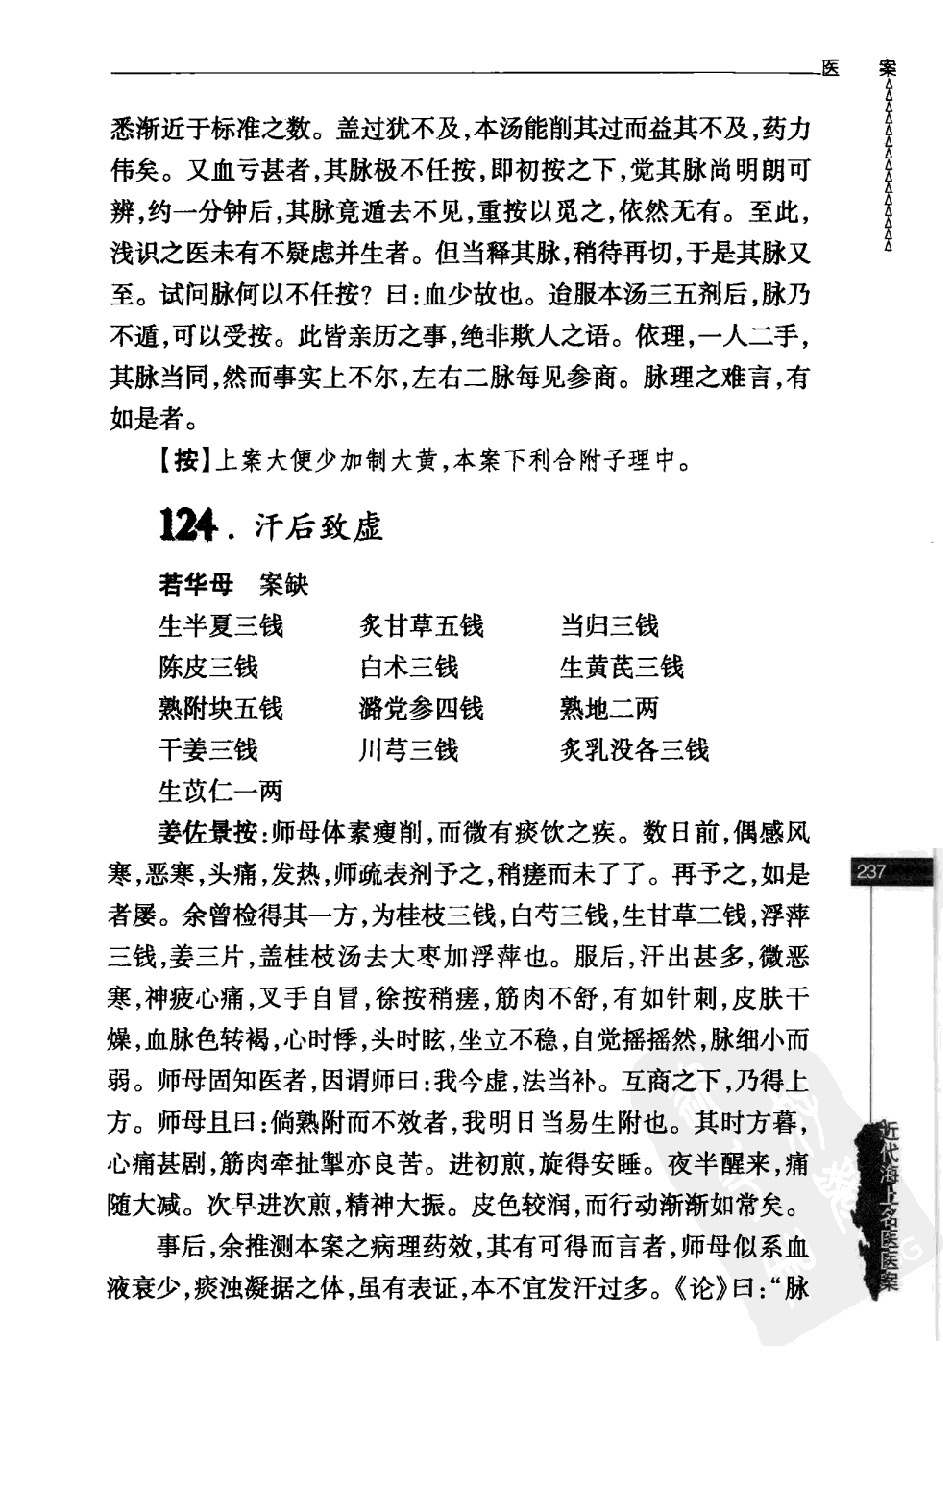 医 案
悉渐近于标准之数。盖过犹不及,本汤能削其过而益其不及,药力
伟矣。又血亏甚者,其脉极不任按,即初按之下,觉其脉尚明朗可
辨,约一分钟后,其脉竟遁去不见,重按以觅之,依然无有。至此,
浅识之医未有不疑虑并生者。但当释其脉,稍待再切,于是其脉又
至。试问脉何以不任按?曰:血少故也。迨服本汤三五剂后,脉乃
不遁,可以受按。此皆亲历之事,绝非欺人之语。依理,一人二手,
其脉当同,然而事实上不尔,左右二脉每见参商。脉理之难言,有
如是者。
【按】上案大便少加制大黄,本案下利合附子理中。
124. 汗后致虚
若华母 案缺
生半夏三钱 炙甘草五钱 当归三钱
陈皮三钱 白术三钱 生黄芪三钱
熟附块五钱 潞党参四钱 熟地二两
干姜三钱 川芎三钱 炙乳没各三钱
生苡仁一两
姜佐景按:师母体素瘦削,而微有痰饮之疾。数日前,偶感风
寒,恶寒,头痛,发热,师疏表剂予之,稍瘥而未了了。再予之,如是
者屡。余曾检得其一方,为桂枝三钱,白芍三钱,生甘草二钱,浮萍
三钱,姜三片,盖桂枝汤去大枣加浮萍也。服后,汗出甚多,微恶
寒,神疲心痛,叉手自冒,徐按稍瘥,筋肉不舒,有如针刺,皮肤干
燥,血脉色转褐,心时悸,头时眩,坐立不稳,自觉摇摇然,脉细小而
弱。师母固知医者,因谓师曰:我今虚,法当补。互商之下,乃得上
方。师母且曰:倘熟附而不效者,我明日当易生附也。其时方暮,
心痛甚剧,筋肉牵扯掣亦良苦。进初煎,旋得安睡。夜半醒来,痛
随大减。次早进次煎,精神大振。皮色较润,而行动渐渐如常矣。
事后,余推测本案之病理药效,其有可得而言者,师母似系血
液衰少,痰浊凝据之体,虽有表证,本不宜发汗过多。《论》曰:“脉
237
近代海上名医医案